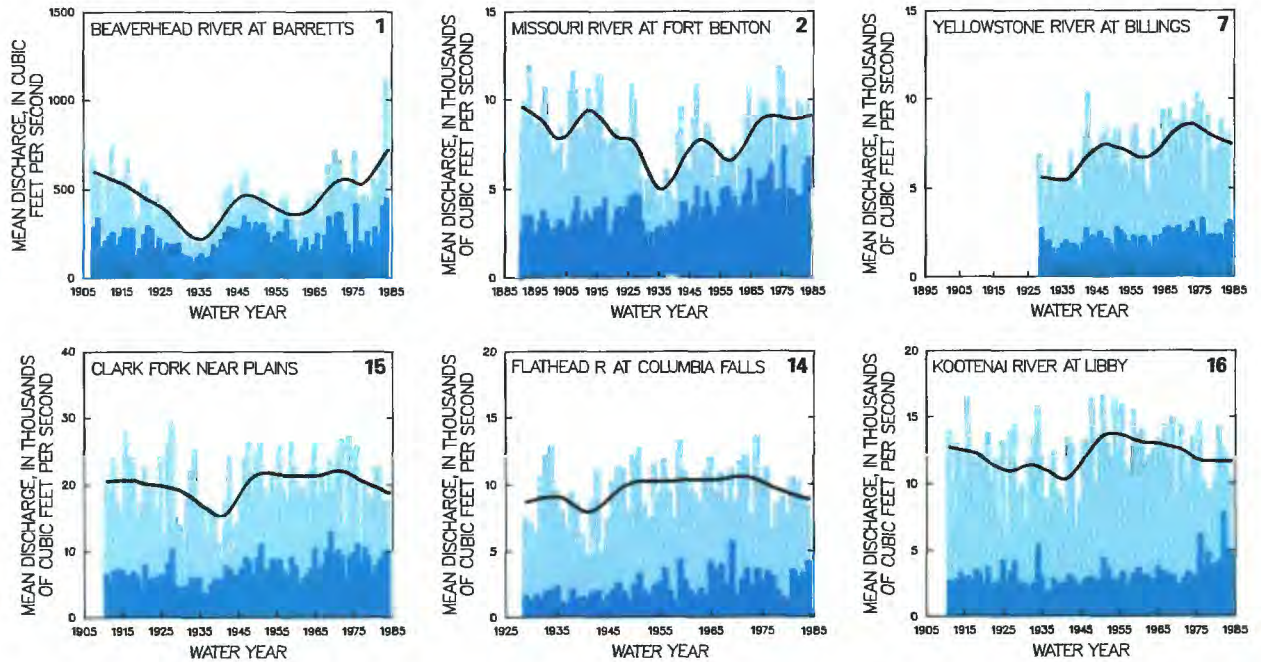 BEAVERHEAD RIVER AT BARRETTS 1
MEAN DISCHARGE, IN CUBIC
FEET PER SECOND
1500
1000
500
0
1905 1915 1925 1935 1945 1955 1965 1975 1985
WATER YEAR
MISSOURI RIVER AT FORT BENTON 2
MEAN DISCHARGE, IN THOUSANDS
OF CUBIC FEET PER SECOND
15
10
5
0
1885 1895 1905 1915 1925 1935 1945 1955 1965 1975 1985
WATER YEAR
YELLOWSTONE RIVER AT BILLINGS 7
MEAN DISCHARGE, IN THOUSANDS
OF CUBIC FEET PER SECOND
15
10
5
0
1895 1905 1915 1925 1935 1945 1955 1965 1975 1985
WATER YEAR
CLARK FORK NEAR PLAINS 15
MEAN DISCHARGE, IN THOUSANDS
OF CUBIC FEET PER SECOND
40
30
20
10
0
1905 1915 1925 1935 1945 1955 1965 1975 1985
WATER YEAR
FLATHEAD R AT COLUMBIA FALLS 14
MEAN DISCHARGE, IN THOUSANDS
OF CUBIC FEET PER SECOND
20
15
10
5
0
1925 1935 1945 1955 1965 1975 1985
WATER YEAR
KOOTENAI RIVER AT LIBBY 16
MEAN DISCHARGE, IN THOUSANDS
OF CUBIC FEET PER SECOND
20
15
10
5
0
1905 1915 1925 1935 1945 1955 1965 1975 1985
WATER YEAR